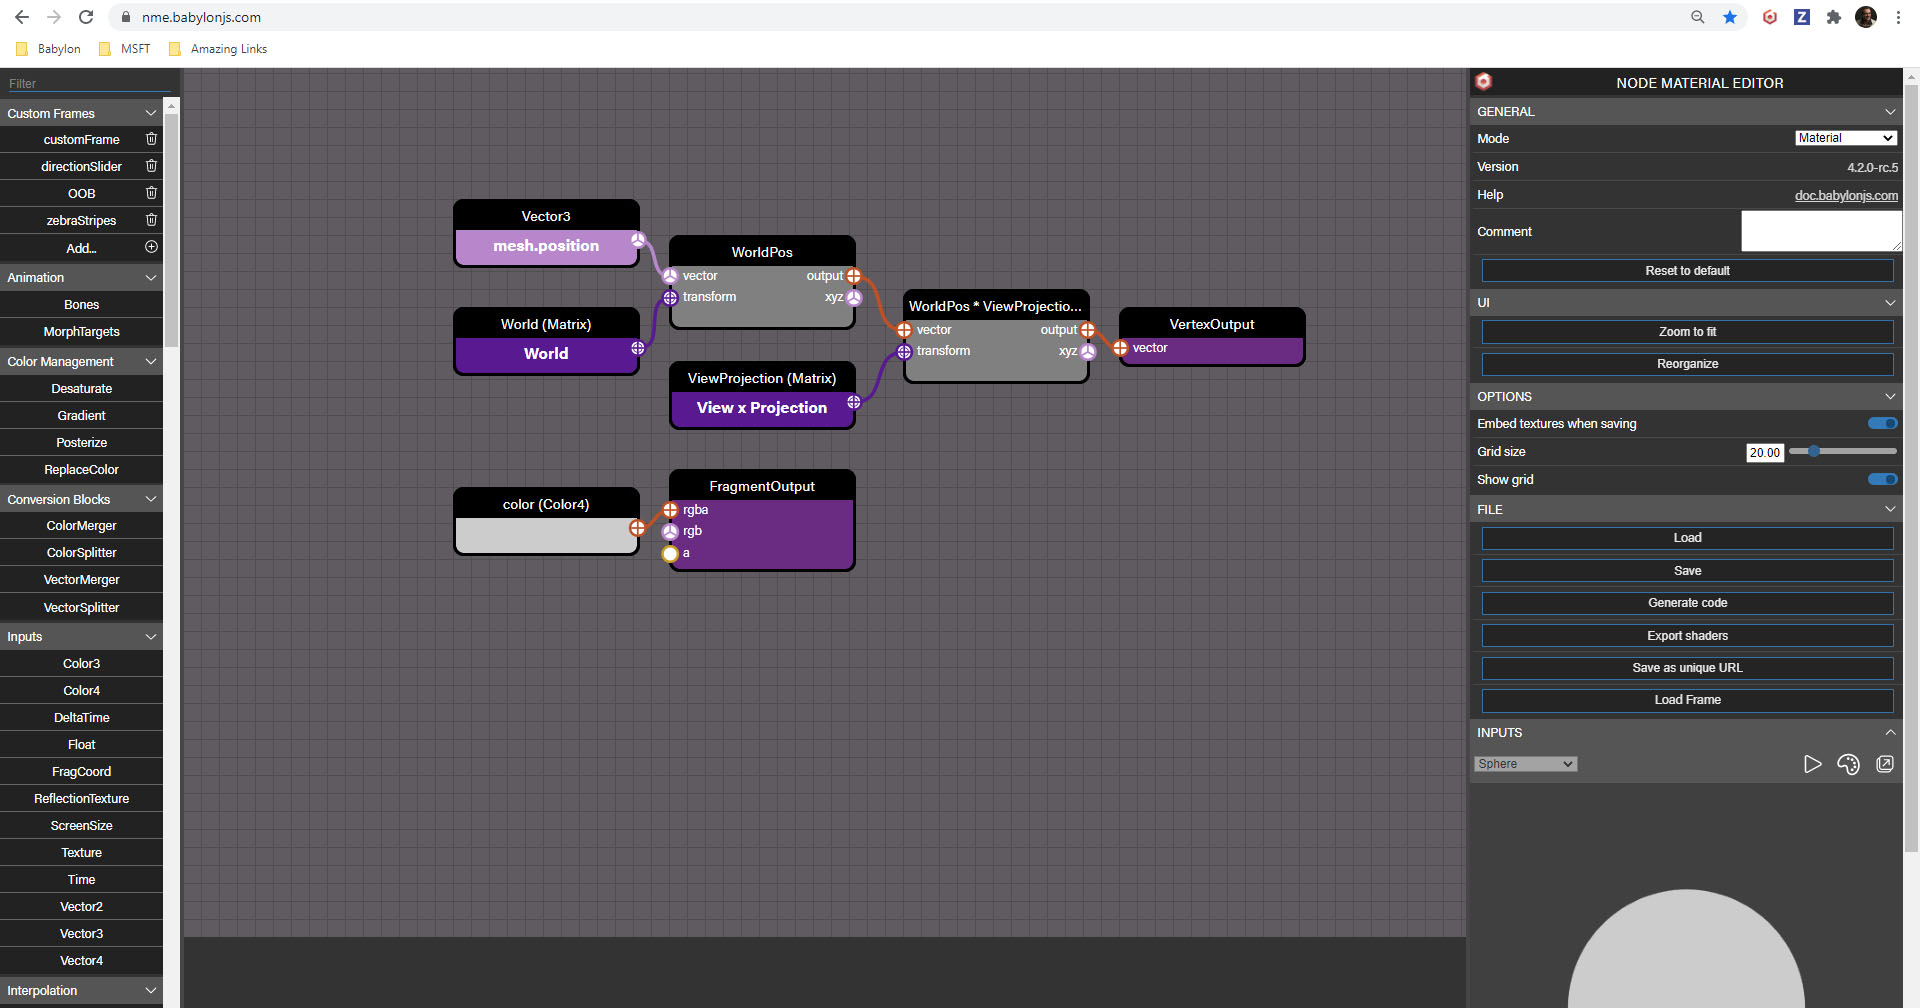 nme.babylonjs.com
Babylon MSFT Amazing Links
Filter
Custom Frames
customFrame
directionSlider
OOB
zebraStripes
Add...
Animation
Bones
MorphTargets
Color Management
Desaturate
Gradient
Posterize
ReplaceColor
Conversion Blocks
ColorMerger
ColorSplitter
VectorMerger
VectorSplitter
Inputs
Color3
Color4
DeltaTime
Float
FragCoord
ReflectionTexture
ScreenSize
Texture
Time
Vector2
Vector3
Vector4
Interpolation
Vector3
mesh.position
World (Matrix)
World
WorldPos
vector output
transform xyz
ViewProjection (Matrix)
View x Projection
WorldPos * ViewProjectio...
vector output
transform xyz
VertexOutput
vector
color (Color4)
FragmentOutput
rgba
rgb
a
NODE MATERIAL EDITOR
GENERAL
Mode Material
Version 4.2.0-rc.5
Help doc.babylonjs.com
Comment
Reset to default
UI
Zoom to fit
Reorganize
OPTIONS
Embed textures when saving
Grid size 20.00
Show grid
FILE
Load
Save
Generate code
Export shaders
Save as unique URL
Load Frame
INPUTS
Sphere